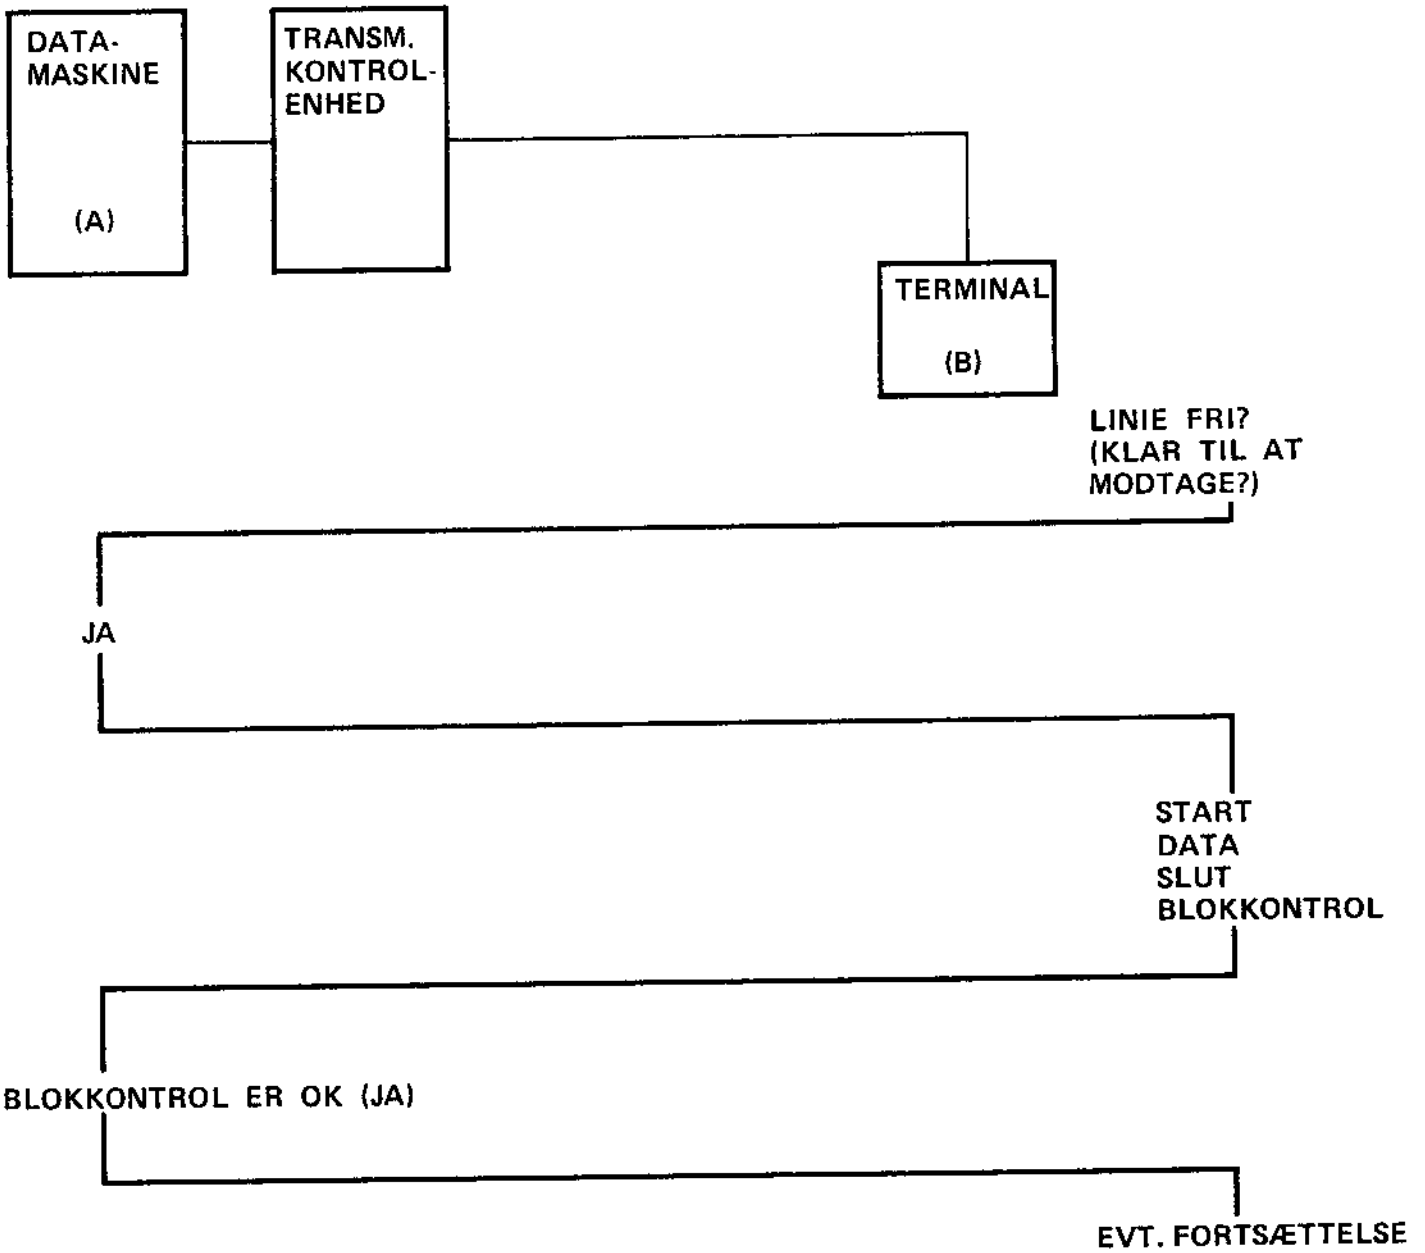 DATA-
MASKINE
(A)
TRANSM.
KONTROL-
ENHED
TERMINAL
(B)
LINIE FRI?
(KLAR TIL AT
MODTAGE?)
JA
START
DATA
SLUT
BLOKKONTROL
BLOKKONTROL ER OK (JA)
EVT. FORTSÆTTELSE